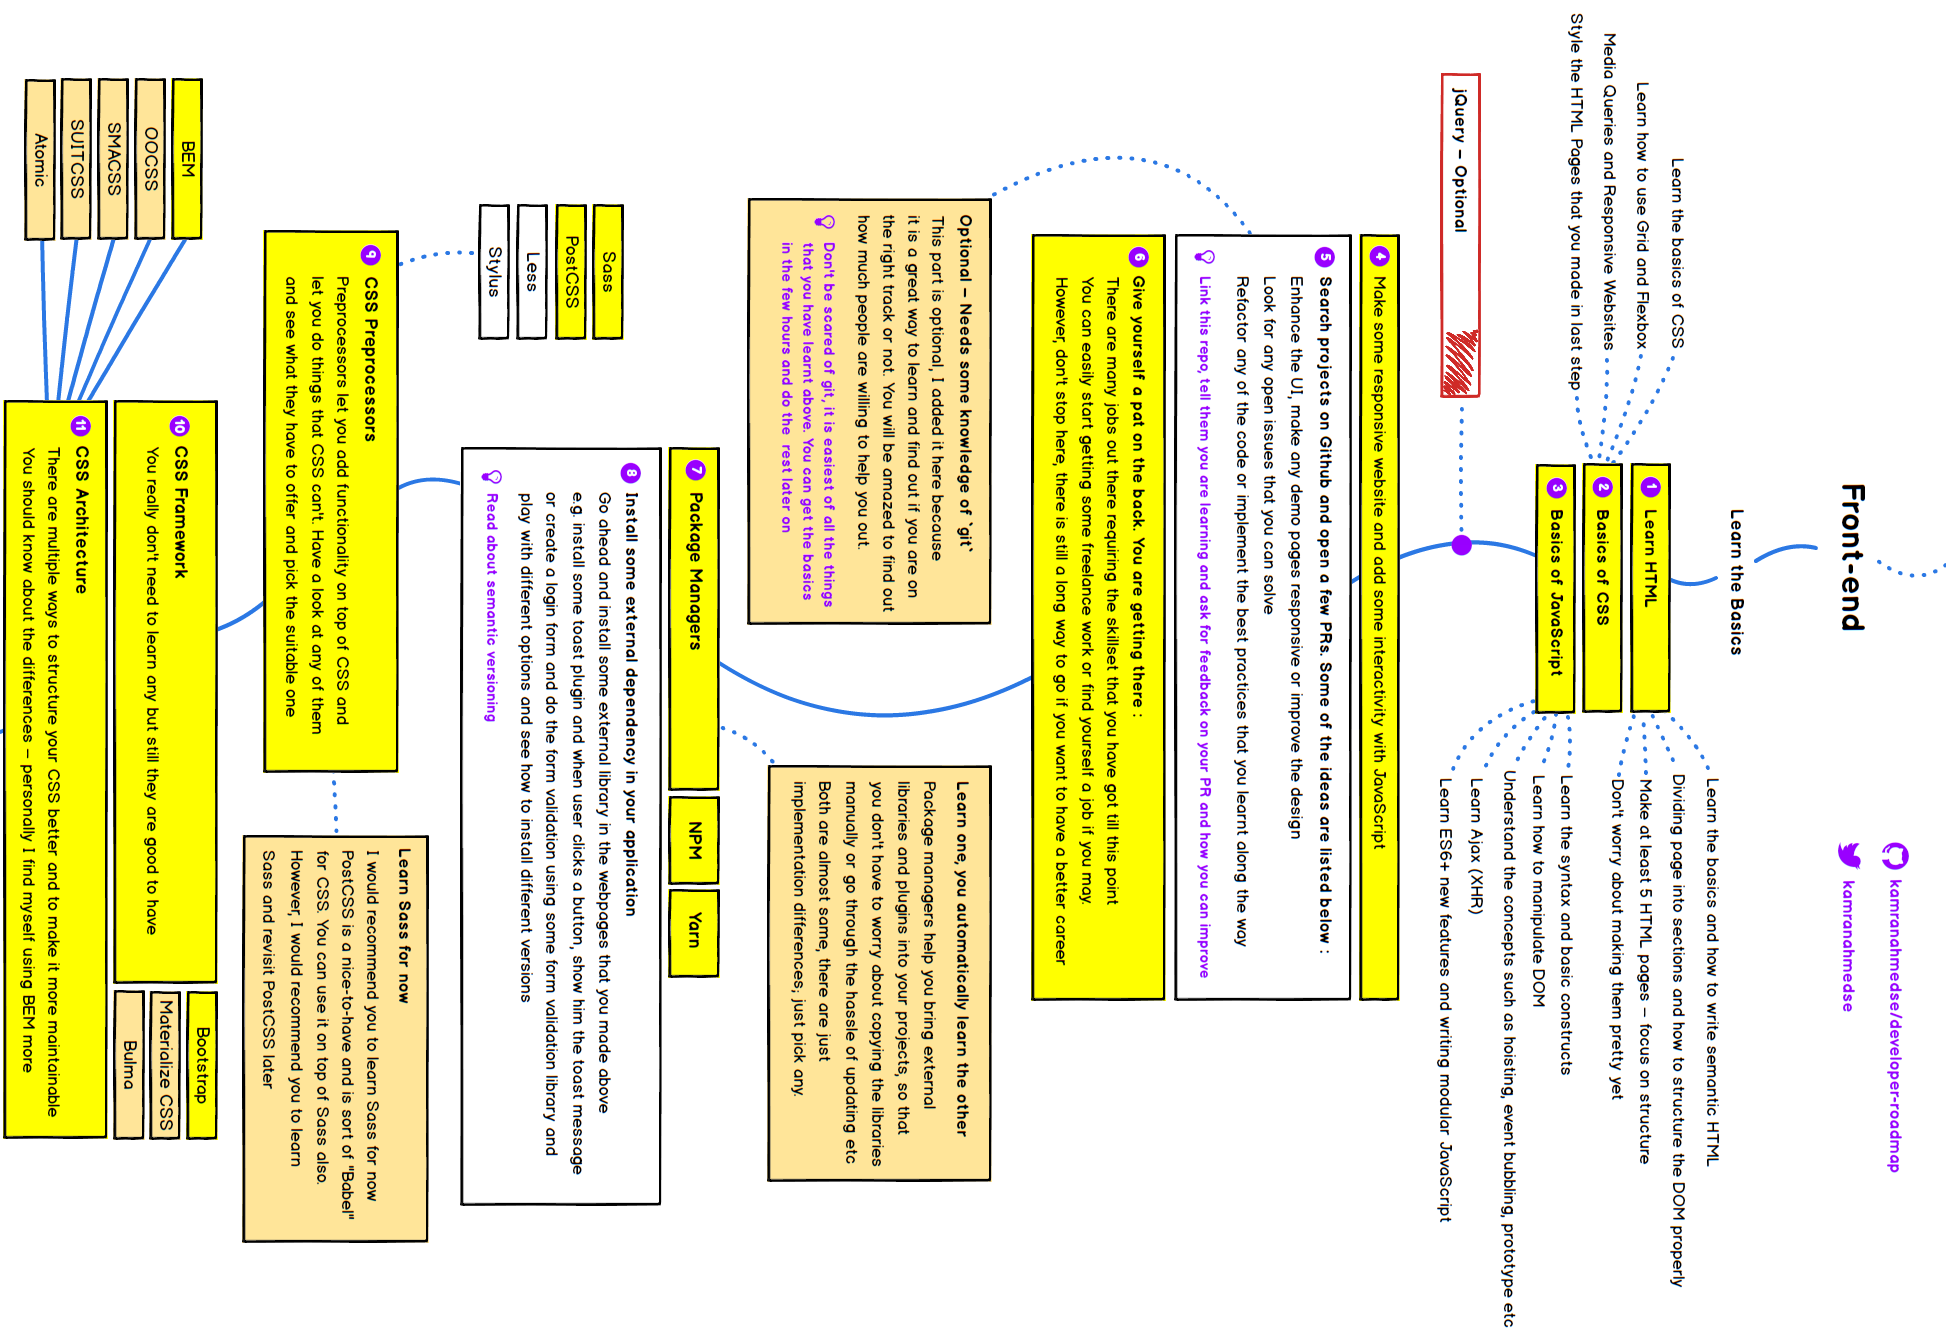 Front-end
kamranahmedse/developer-roadmap
kamranahmedse
Learn the Basics
1 Learn HTML
2 Basics of CSS
3 Basics of JavaScript
Learn the basics and how to write semantic HTML
Dividing page into sections and how to structure the DOM properly
Make at least 5 HTML pages – focus on structure
Don't worry about making them pretty yet
Learn the basics of CSS
Learn how to use Grid and Flexbox
Media Queries and Responsive Websites
Style the HTML Pages that you made in last step
Learn the syntax and basic constructs
Learn how to manipulate DOM
Understand the concepts such as hoisting, event bubbling, prototype etc
Learn Ajax (XHR)
Learn ES6+ new features and writing modular JavaScript
jQuery – Optional
4 Make some responsive website and add some interactivity with JavaScript
5 Search projects on Github and open a few PRs. Some of the ideas are listed below :
Enhance the UI, make any demo pages responsive or improve the design
Look for any open issues that you can solve
Refactor any of the code or implement the best practices that you learnt along the way
Link this repo, tell them you are learning and ask for feedback on your PR and how you can improve
6 Give yourself a pat on the back. You are getting there :
There are many jobs out there requiring the skillset that you have got till this point
You can easily start getting some freelance work or find yourself a job if you may.
However, don't stop here, there is still a long way to go if you want to have a better career
Optional – Needs some knowledge of `git`
This part is optional, I added it here because
it is a great way to learn and find out if you are on
the right track or not. You will be amazed to find out
how much people are willing to help you out.
Don't be scared of git, it is easiest of all the things
that you have learnt above. You can get the basics
in the few hours and do the rest later on
Learn one, you automatically learn the other
Package managers help you bring external
libraries and plugins into your projects, so that
you don't have to worry about copying the libraries
manually or go through the hassle of updating etc
Both are almost same, there are just
implementation differences; just pick any.
7 Package Managers
NPM
Yarn
8 Install some external dependency in your application
Go ahead and install some external library in the webpages that you made above
e.g. install some toast plugin and when user clicks a button, show him the toast message
or create a login form and do the form validation using some form validation library and
play with different options and see how to install different versions
Read about semantic versioning
Sass
PostCSS
Less
Stylus
9 CSS Preprocessors
Preprocessors let you add functionality on top of CSS and
let you do things that CSS can't. Have a look at any of them
and see what they have to offer and pick the suitable one
Learn Sass for now
I would recommend you to learn Sass for now
PostCSS is a nice-to-have and is sort of "Babel"
for CSS. You can use it on top of Sass also.
However, I would recommend you to learn
Sass and revisit PostCSS later
10 CSS Framework
You really don't need to learn any but still they are good to have
Bootstrap
Materialize CSS
Bulma
11 CSS Architecture
There are multiple ways to structure your CSS better and to make it more maintainable
You should know about the differences – personally I find myself using BEM more
BEM
OOCSS
SMACSS
SUITCSS
Atomic